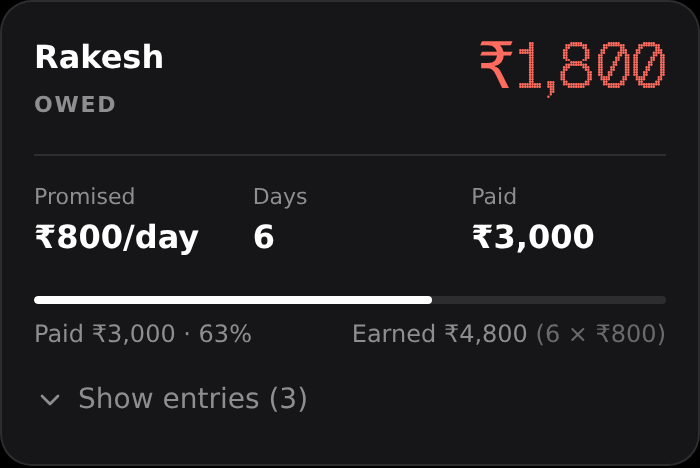 Rakesh
₹1,800
OWED
Promised Days Paid
₹800/day 6 ₹3,000
Paid ₹3,000 · 63% Earned ₹4,800 (6 × ₹800)
Show entries (3)